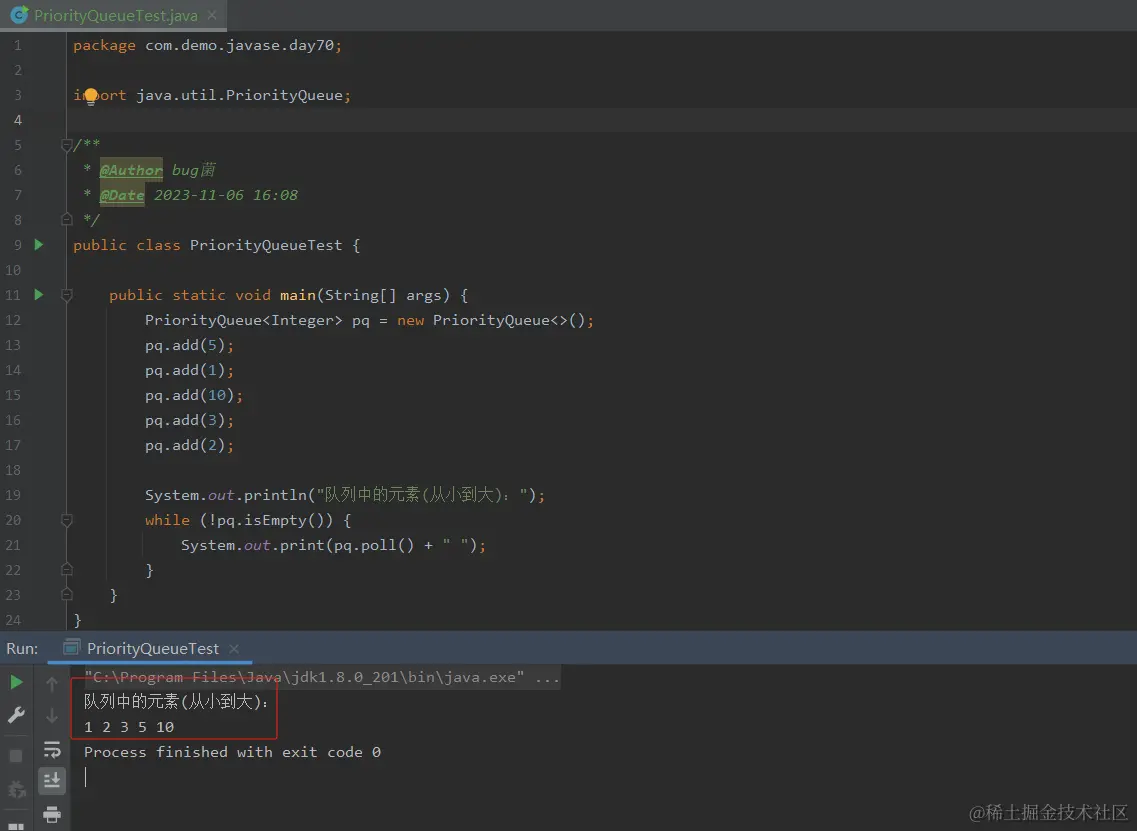 PriorityQueueTest.java
1 package com.demo.javase.day70;
2
3 import java.util.PriorityQueue;
4
5 /**
6 * @Author bug菌
7 * @Date 2023-11-06 16:08
8 */
9 public class PriorityQueueTest {
10
11 public static void main(String[] args) {
12 PriorityQueue<Integer> pq = new PriorityQueue<>();
13 pq.add(5);
14 pq.add(1);
15 pq.add(10);
16 pq.add(3);
17 pq.add(2);
18
19 System.out.println("队列中的元素(从小到大): ");
20 while (!pq.isEmpty()) {
21 System.out.print(pq.poll() + " ");
22 }
23 }
24 }
Run: PriorityQueueTest
"C:\Program Files\Java\jdk1.8.0_201\bin\java.exe" ...
队列中的元素(从小到大):
1 2 3 5 10
Process finished with exit code 0
@稀土掘金技术社区